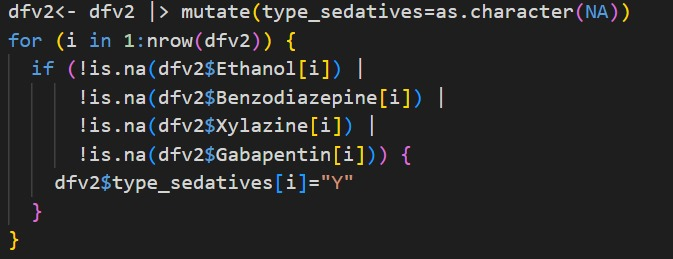 dfv2<- dfv2 |> mutate(type_sedatives=as.character(NA))
for (i in 1:nrow(dfv2)) {
  if (!is.na(dfv2$Ethanol[i]) |
      !is.na(dfv2$Benzodiazepine[i]) |
      !is.na(dfv2$Xylazine[i]) |
      !is.na(dfv2$Gabapentin[i])) {
    dfv2$type_sedatives[i]="Y"
  }
}